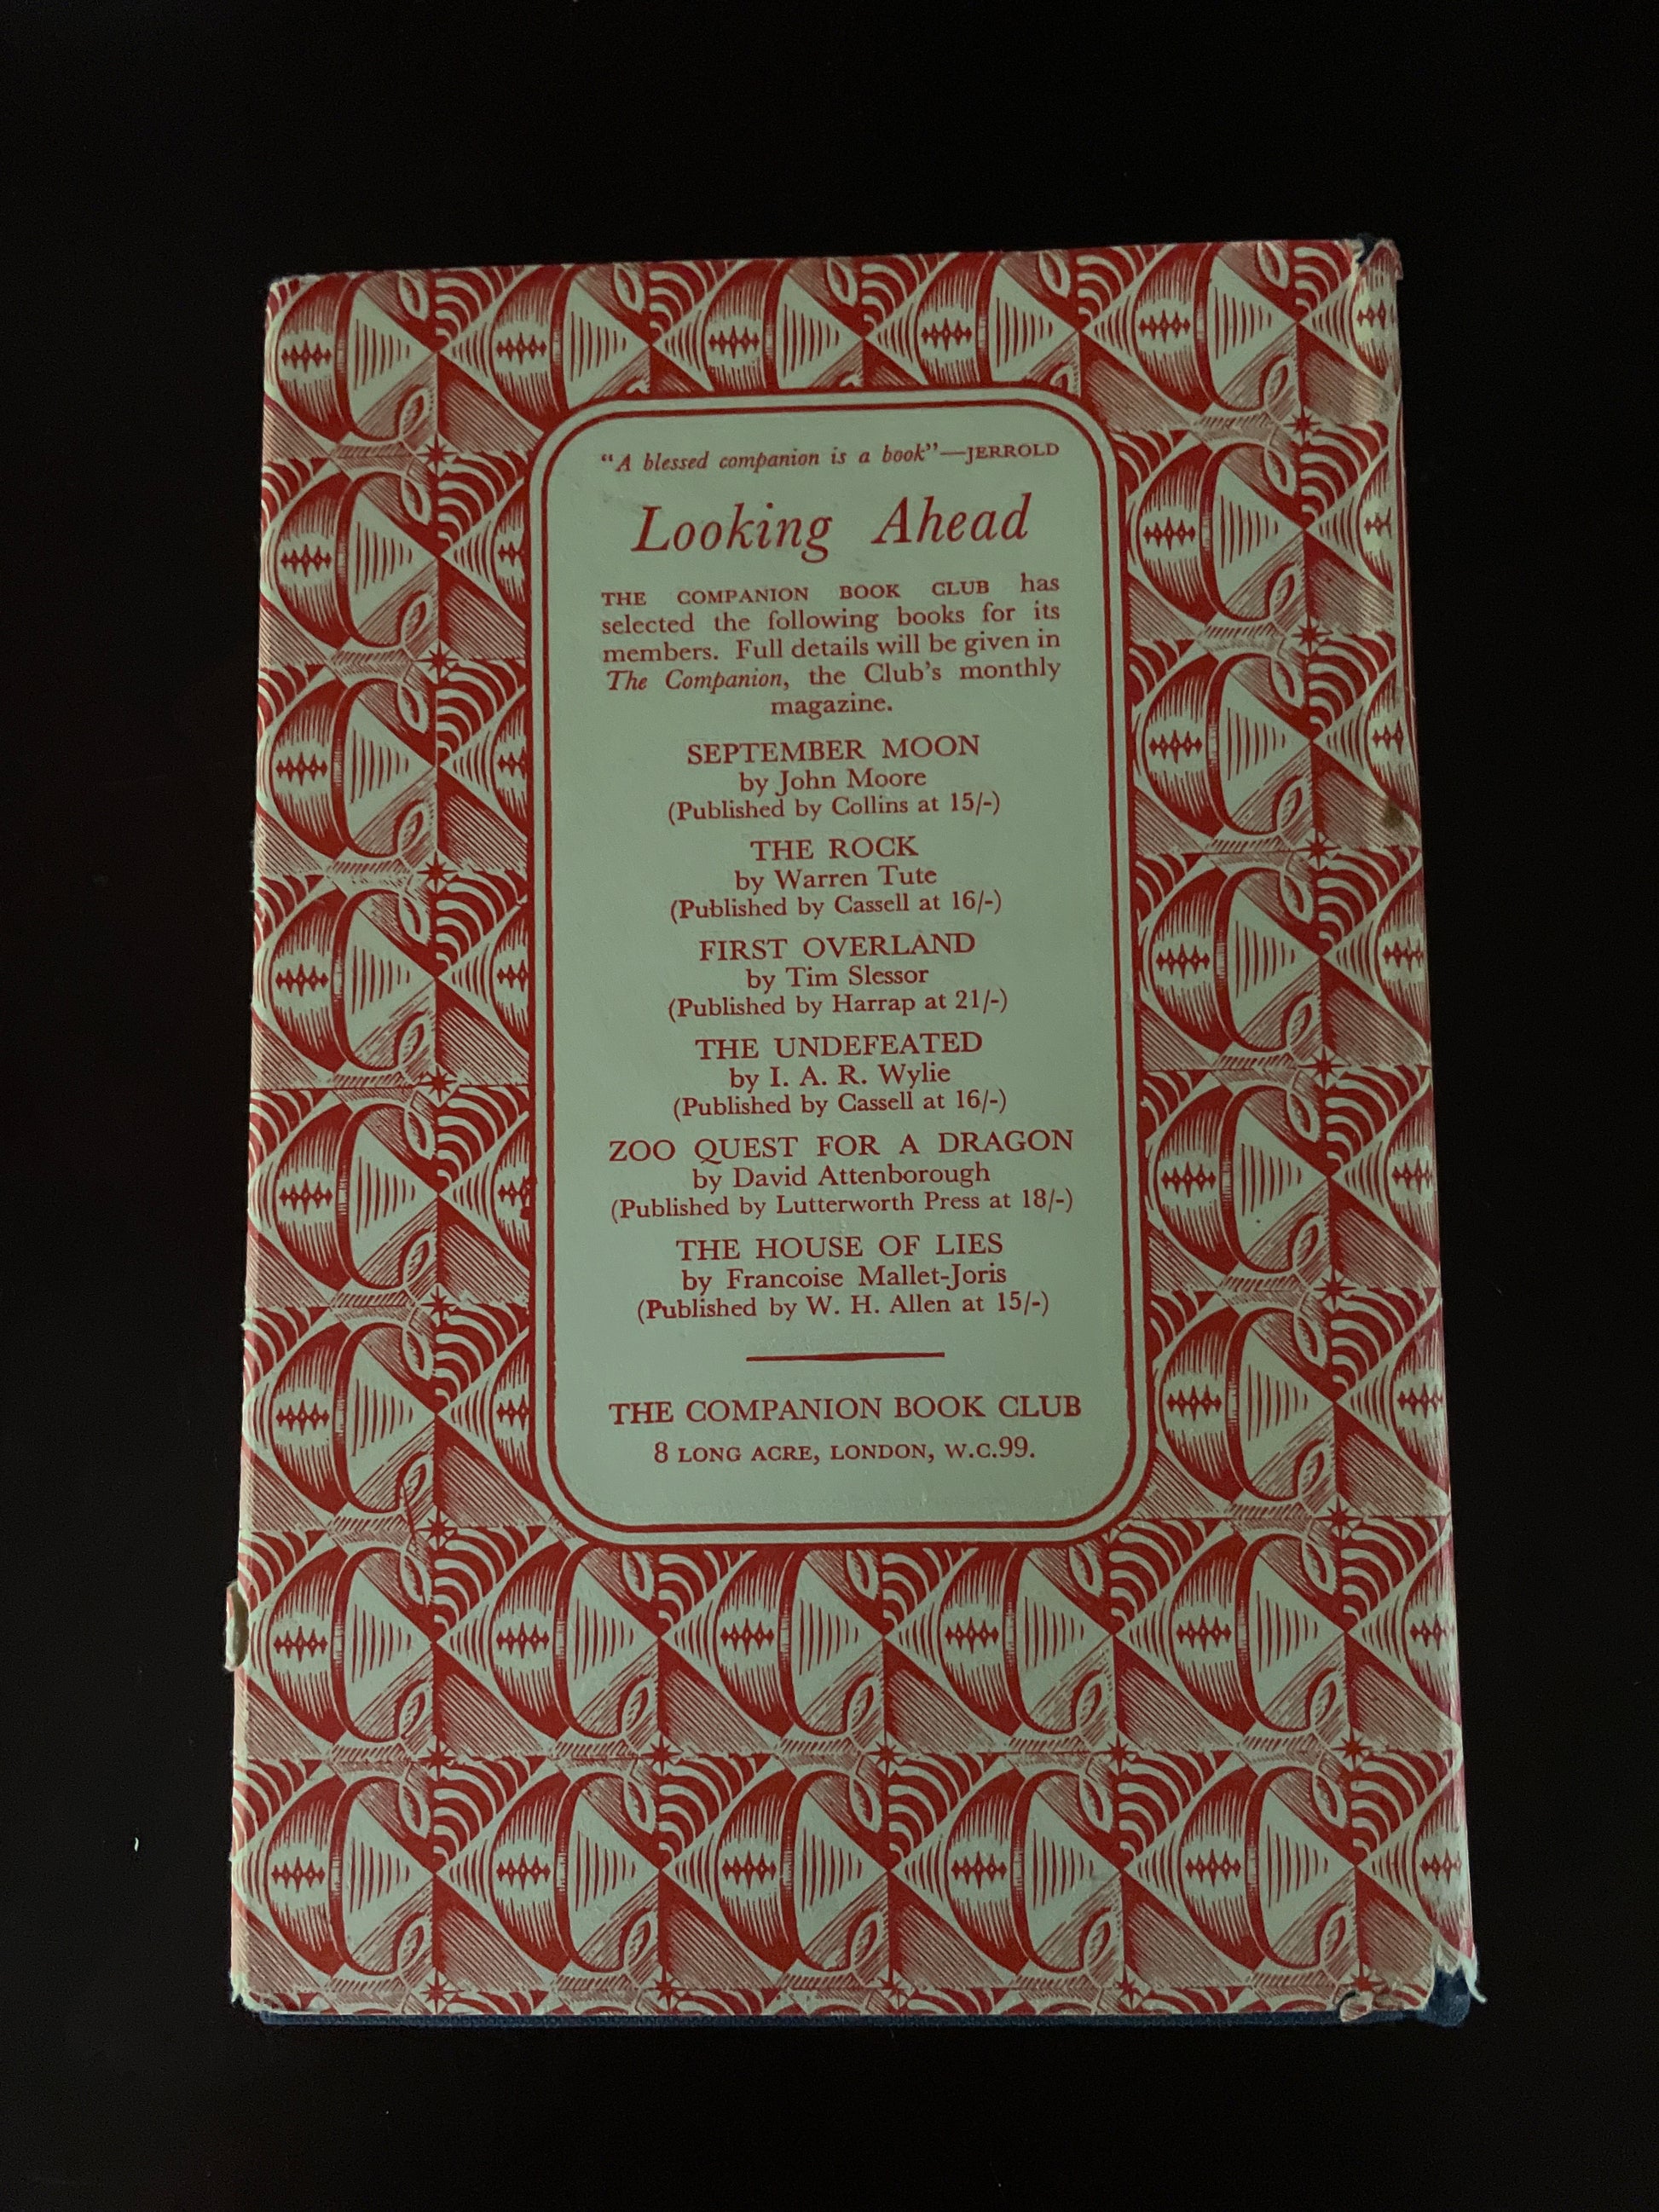 "A blessed companion is a book"—JERROLD
Looking Ahead
THE COMPANION BOOK CLUB has
selected the following books for its
members. Full details will be given in
The Companion, the Club's monthly
magazine.
SEPTEMBER MOON
by John Moore
(Published by Collins at 15/-)
THE ROCK
by Warren Tute
(Published by Cassell at 16/-)
FIRST OVERLAND
by Tim Slessor
(Published by Harrap at 21/-)
THE UNDEFEATED
by I. A. R. Wylie
(Published by Cassell at 16/-)
ZOO QUEST FOR A DRAGON
by David Attenborough
(Published by Lutterworth Press at 18/-)
THE HOUSE OF LIES
by Francoise Mallet-Joris
(Published by W. H. Allen at 15/-)
THE COMPANION BOOK CLUB
8 LONG ACRE, LONDON, W.C.99.